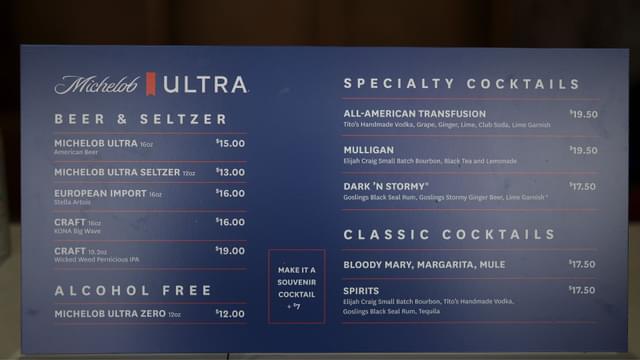 Michelob ULTRA
BEER & SELTZER
MICHELOB ULTRA 16oz $15.00
American Beer
MICHELOB ULTRA SELTZER 12oz $13.00
EUROPEAN IMPORT 16oz $16.00
Stella Artois
CRAFT 16oz $16.00
KONA Big Wave
CRAFT 19.2oz $19.00
Wicked Weed Pernicious IPA
ALCOHOL FREE
MICHELOB ULTRA ZERO 12oz $12.00
MAKE IT A
SOUVENIR
COCKTAIL
+ $7
SPECIALTY COCKTAILS
ALL-AMERICAN TRANSFUSION $19.50
Tito's Handmade Vodka, Grape, Ginger, Lime, Club Soda, Lime Garnish
MULLIGAN $19.50
Elijah Craig Small Batch Bourbon, Black Tea and Lemonade
DARK 'N STORMY® $17.50
Goslings Black Seal Rum, Goslings Stormy Ginger Beer, Lime Garnish
CLASSIC COCKTAILS
BLOODY MARY, MARGARITA, MULE $17.50
SPIRITS $17.50
Elijah Craig Small Batch Bourbon, Tito's Handmade Vodka,
Goslings Black Seal Rum, Tequila